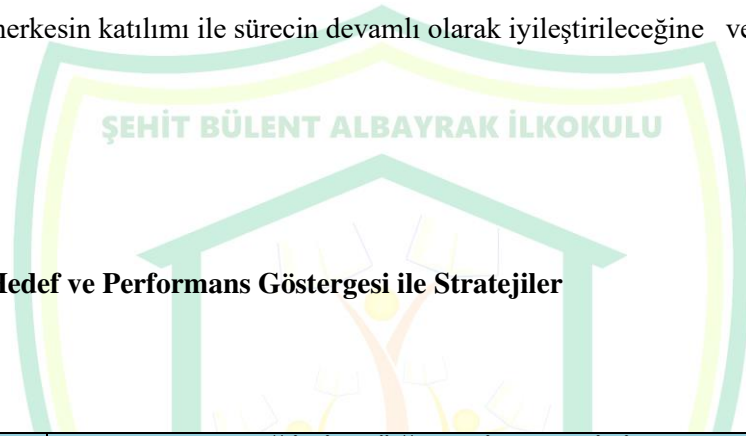 herkesin katılımı ile sürecin devamlı olarak iyileştirileceğine ve
ŞEHİT BÜLENT ALBAYRAK İLKOKULU
Hedef ve Performans Göstergesi ile Stratejiler